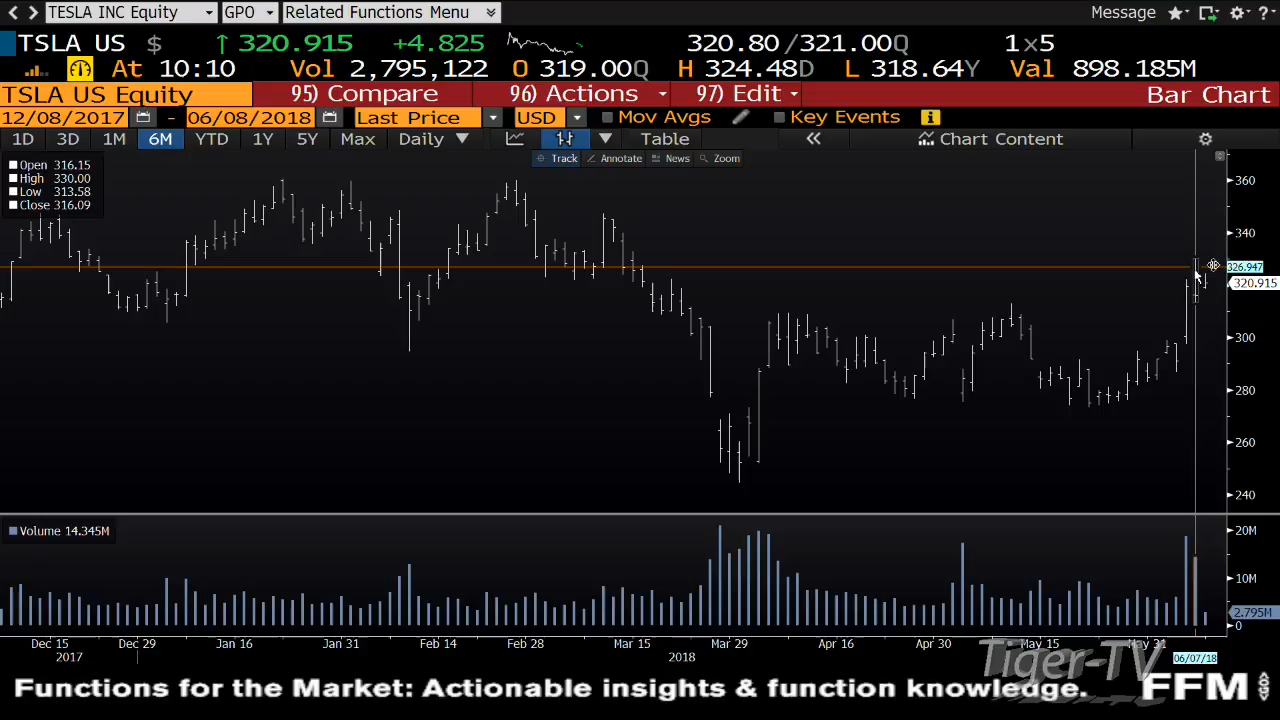 TESLA INC Equity GPO Related Functions Menu Message
TSLA US $ ↑ 320.915 +4.825 320.80 /321.00Q 1×5
At 10:10 Vol 2,795,122 O 319.00Q H 324.48D L 318.64Y Val 898.185M
TSLA US Equity 95) Compare 96) Actions 97) Edit Bar Chart
12/08/2017 - 06/08/2018 Last Price USD Mov Avgs Key Events
1D 3D 1M 6M YTD 1Y 5Y Max Daily Table Chart Content
Track Annotate News Zoom
Open 316.15
High 330.00
Low 313.58
Close 316.09
360
340
326.947
320.915
300
280
260
240
Volume 14.345M
20M
10M
2.795M
0
Dec 15 Dec 29 Jan 16 Jan 31 Feb 14 Feb 28 Mar 15 Mar 29 Apr 16 Apr 30 May 15 May 31
2017 2018 06/07/18
Tiger-TV
Functions for the Market: Actionable insights & function knowledge. FFM